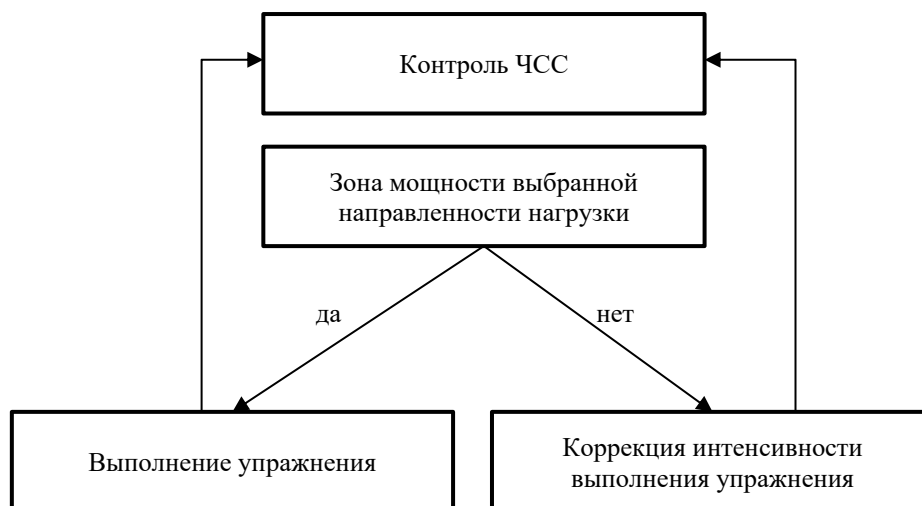 Контроль ЧСС
Зона мощности выбранной
направленности нагрузки
да
нет
Выполнение упражнения
Коррекция интенсивности
выполнения упражнения